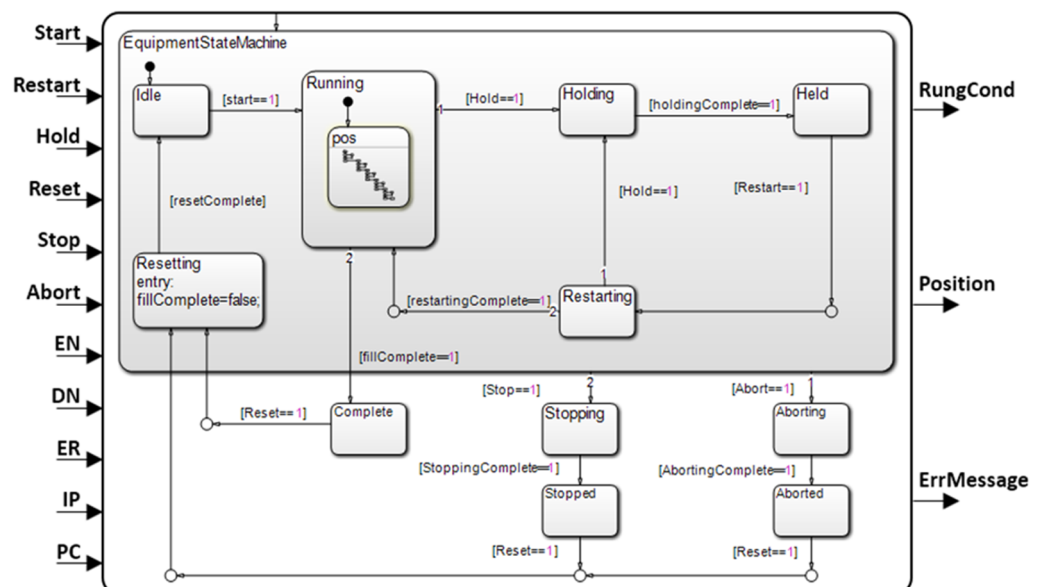 Start
EquipmentStateMachine
Restart
Idle
[start==1]
Running
1
[Hold==1]
Holding
[holdingComplete==1]
Held
RungCond
Hold
pos
Reset
[resetComplete]
[Hold==1]
[Restart==1]
Stop
2
Resetting
entry:
fillComplete=false;
1
Abort
[restartingComplete==1]
2
Restarting
Position
EN
[fillComplete==1]
DN
[Stop==1]
2
[Abort==1]
1
[Reset==1]
Complete
Stopping
Aborting
ER
[StoppingComplete==1]
[AbortingComplete==1]
ErrMessage
IP
Stopped
Aborted
PC
[Reset==1]
[Reset==1]